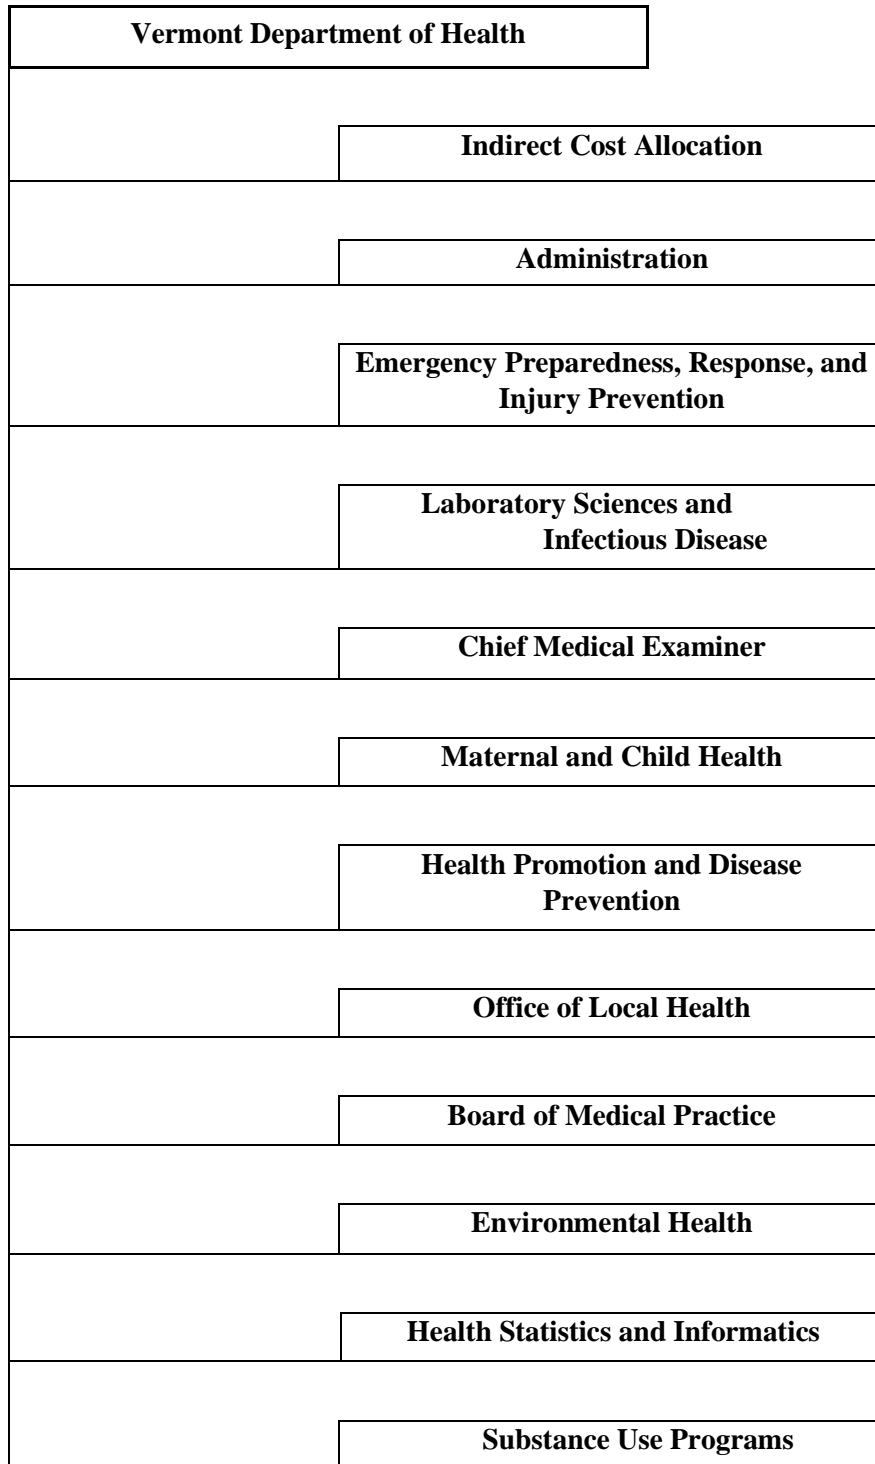 Vermont Department of Health
Indirect Cost Allocation
Administration
Emergency Preparedness, Response, and
Injury Prevention
Laboratory Sciences and
Infectious Disease
Chief Medical Examiner
Maternal and Child Health
Health Promotion and Disease
Prevention
Office of Local Health
Board of Medical Practice
Environmental Health
Health Statistics and Informatics
Substance Use Programs